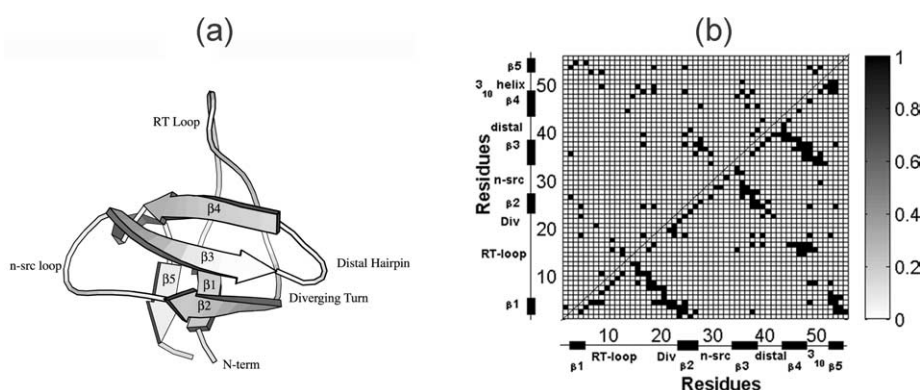 (a)
RT Loop
β4
n-src loop
β3
Distal Hairpin
β5
β1
Diverging Turn
β2
N-term
(b)
β5
3 10 helix
50
β4
distal
40
β3
n-src
30
β2
Div
20
RT-loop
10
β1
Residues
10 20 30 40 50
β1 RT-loop Div β2 n-src β3 distal β4 3 10 β5
Residues
1
0.8
0.6
0.4
0.2
0